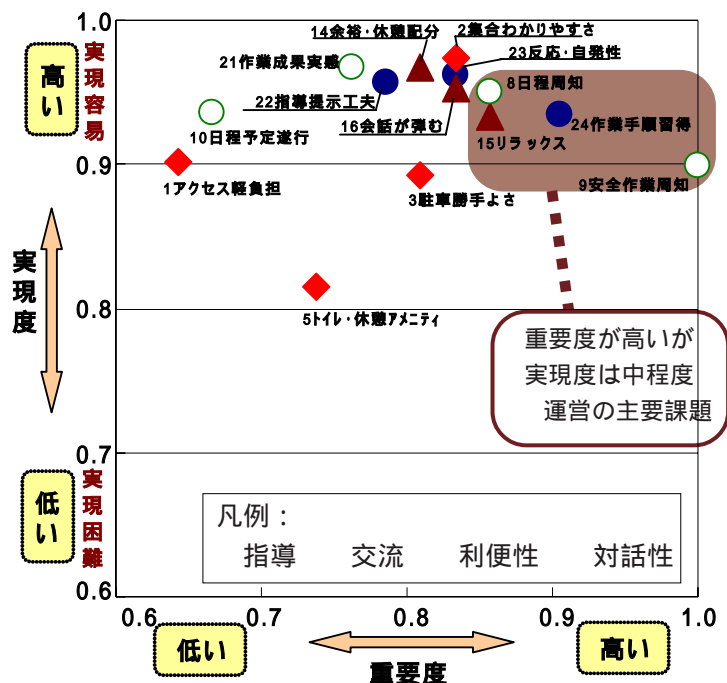 1.0
0.9
0.8
0.7
0.6
0.6
0.7
0.8
0.9
1.0
高い
実現容易
実現度
低い
実現困難
低い
重要度
高い
14余裕・休憩配分
2集合わかりやすさ
21作業成果実感
23反応・自発性
22指導提示工夫
8日程周知
16会話が弾む
10日程予定遂行
15リラックス
24作業手順習得
1アクセス軽負担
3駐車勝手よさ
9安全作業周知
5トイレ・休憩アメニティ
重要度が高いが
実現度は中程度
運営の主要課題
凡例：
指導 交流 利便性 対話性